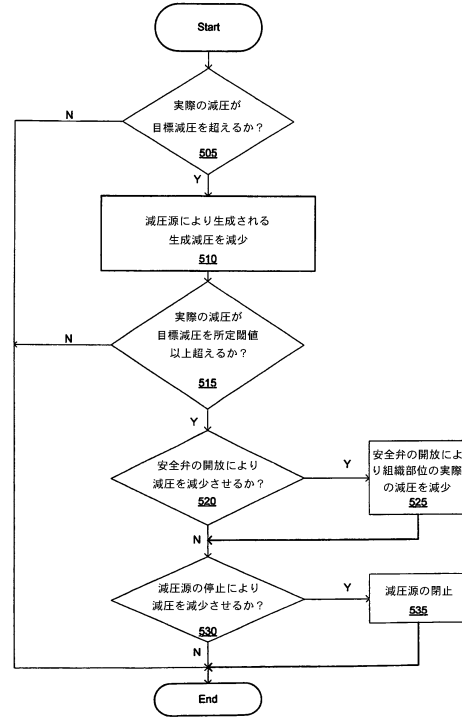 Start
実際の減圧が
目標減圧を超えるか？
505
N
Y
減圧源により生成される
生成減圧を減少
510
実際の減圧が
目標減圧を所定閾値
以上超えるか？
515
N
Y
安全弁の開放により
減圧を減少させるか？
520
Y
安全弁の開放によ
り組織部位の実際
の減圧を減少
525
N
減圧源の停止により
減圧を減少させるか？
530
Y
減圧源の閉止
535
N
End